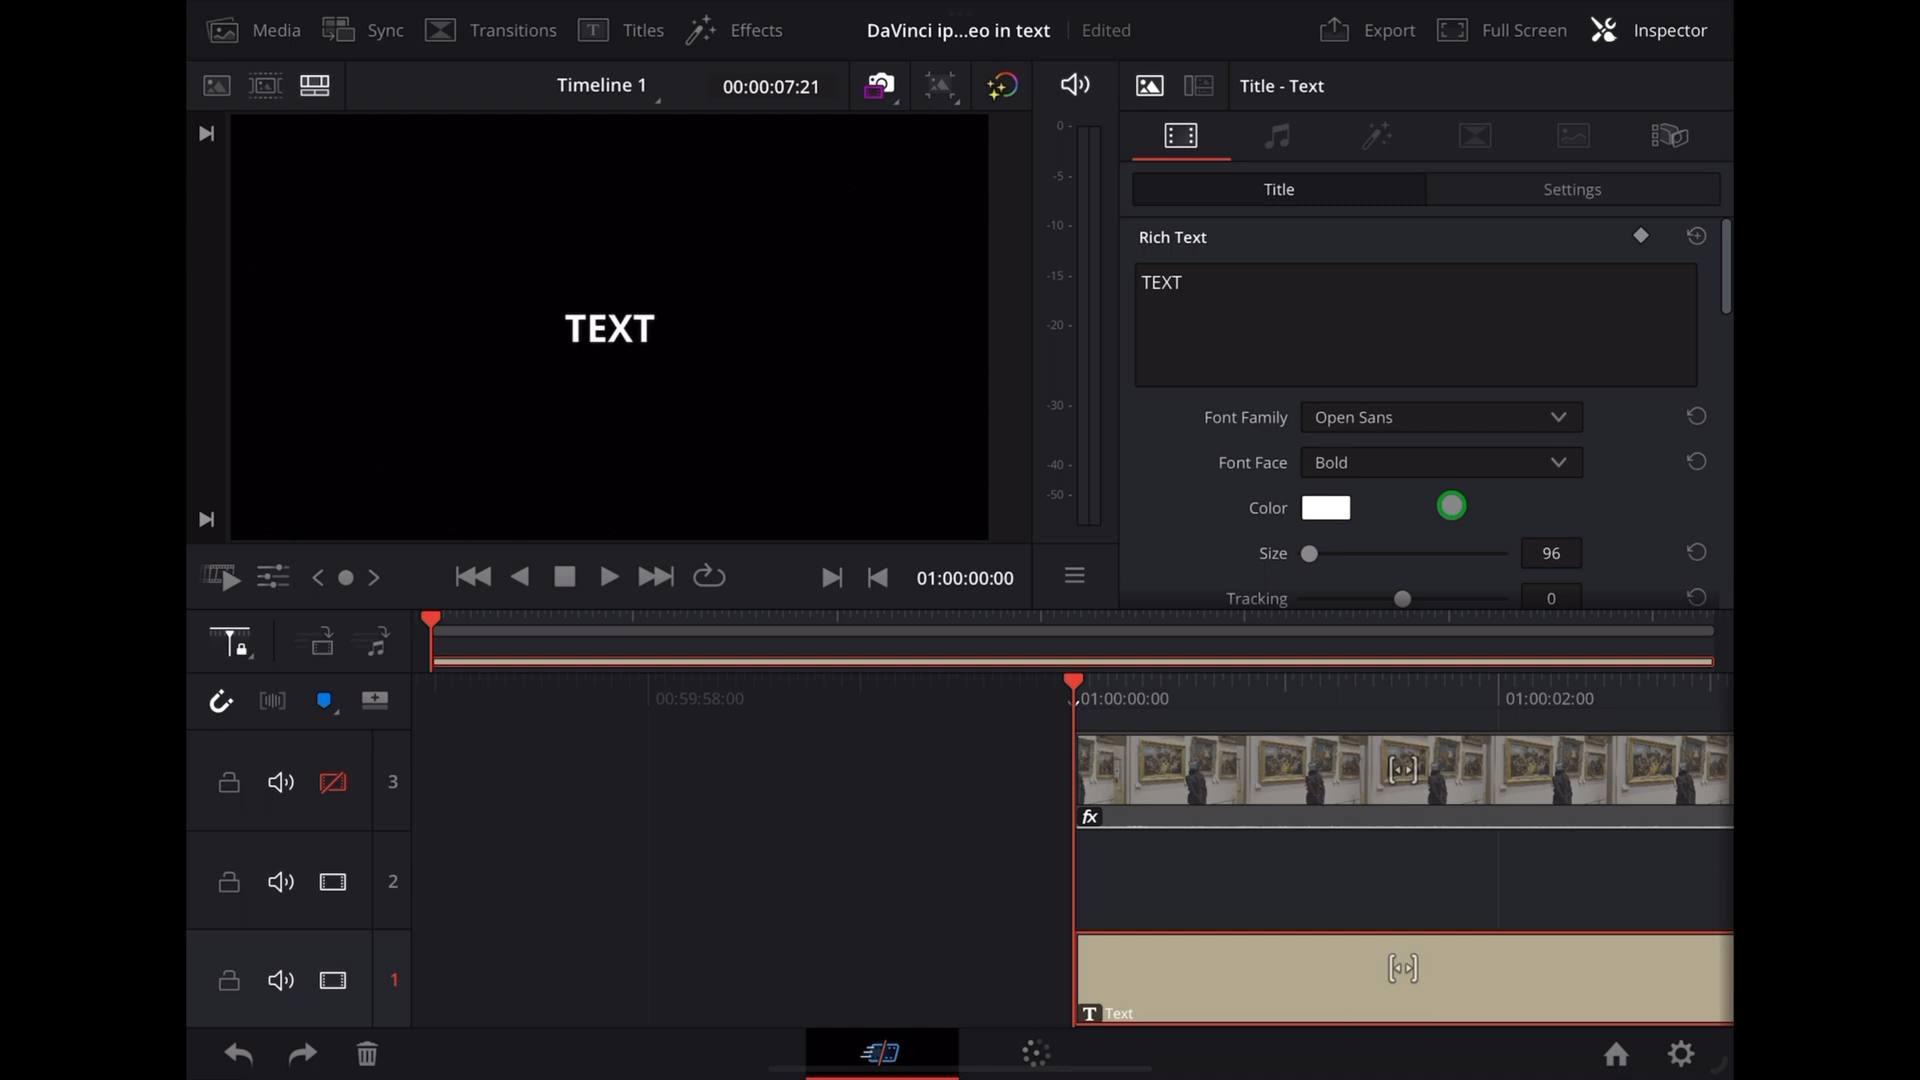 Media Sync Transitions Titles Effects DaVinci ip...eo in text Edited Export Full Screen Inspector
Timeline 1 00:00:07:21 Title - Text
Title Settings
Rich Text
TEXT
TEXT
Font Family Open Sans
Font Face Bold
Color
Size 96
Tracking 0
0
-5
-10
-15
-20
-30
-40
-50
01:00:00:00
00:59:58:00 01:00:00:00 01:00:02:00
3
fx
2
1
T Text